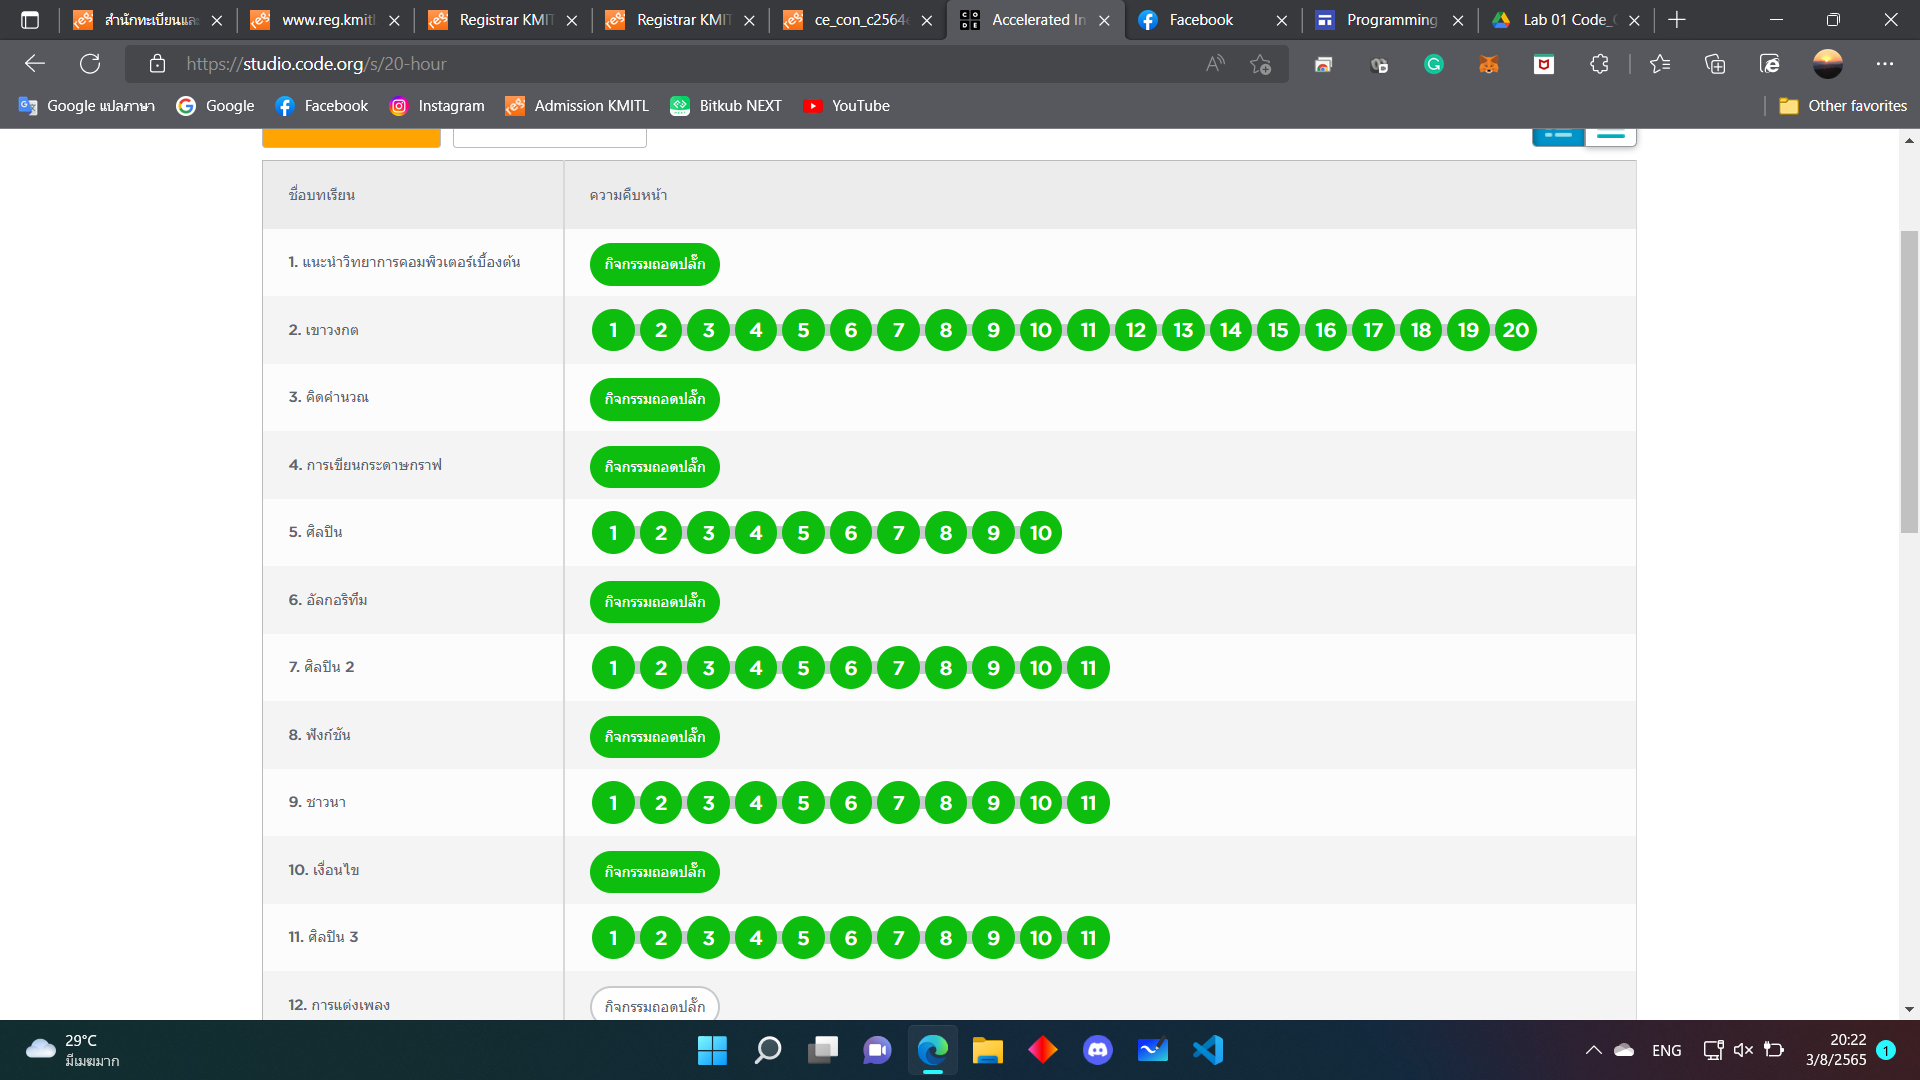 สำนักทะเบียนและ
www.reg.kmitl
Registrar KMIT
Registrar KMIT
ce_con_c2564
Accelerated In
Facebook
Programming
Lab 01 Code_
https://studio.code.org/s/20-hour
Google แปลภาษา
Google
Facebook
Instagram
Admission KMITL
Bitkub NEXT
YouTube
Other favorites
ชื่อบทเรียน
ความคืบหน้า
1. แนะนำวิทยาการคอมพิวเตอร์เบื้องต้น
กิจกรรมถอดปลั๊ก
2. เขาวงกต
1 2 3 4 5 6 7 8 9 10 11 12 13 14 15 16 17 18 19 20
3. คิดคำนวณ
กิจกรรมถอดปลั๊ก
4. การเขียนกระดาษกราฟ
กิจกรรมถอดปลั๊ก
5. ศิลปิน
1 2 3 4 5 6 7 8 9 10
6. อัลกอริทึม
กิจกรรมถอดปลั๊ก
7. ศิลปิน 2
1 2 3 4 5 6 7 8 9 10 11
8. ฟังก์ชัน
กิจกรรมถอดปลั๊ก
9. ชาวนา
1 2 3 4 5 6 7 8 9 10 11
10. เงื่อนไข
กิจกรรมถอดปลั๊ก
11. ศิลปิน 3
1 2 3 4 5 6 7 8 9 10 11
12. การแต่งเพลง
กิจกรรมถอดปลั๊ก
29°C
มีเมฆมาก
ENG
20:22
3/8/2565
1